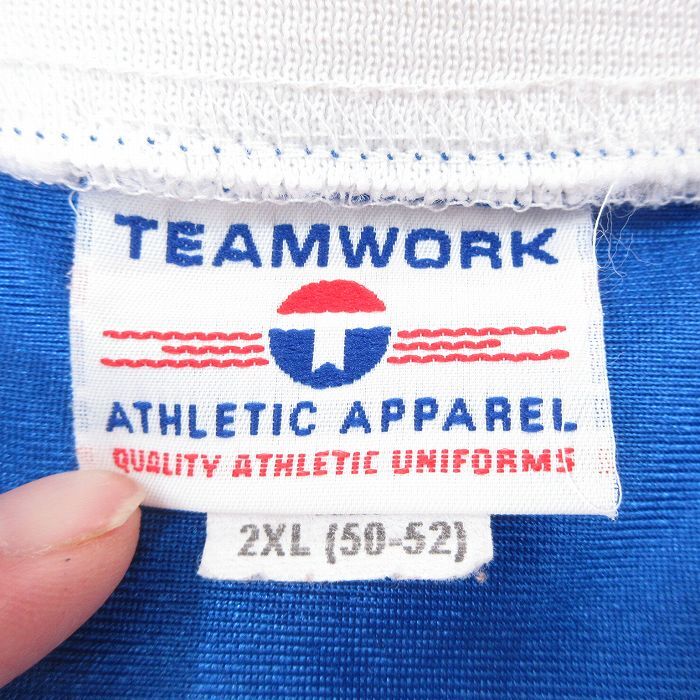 TEAMWORK
T
ATHLETIC APPAREL
QUALITY ATHLETIC UNIFORMS
2XL (50-52)